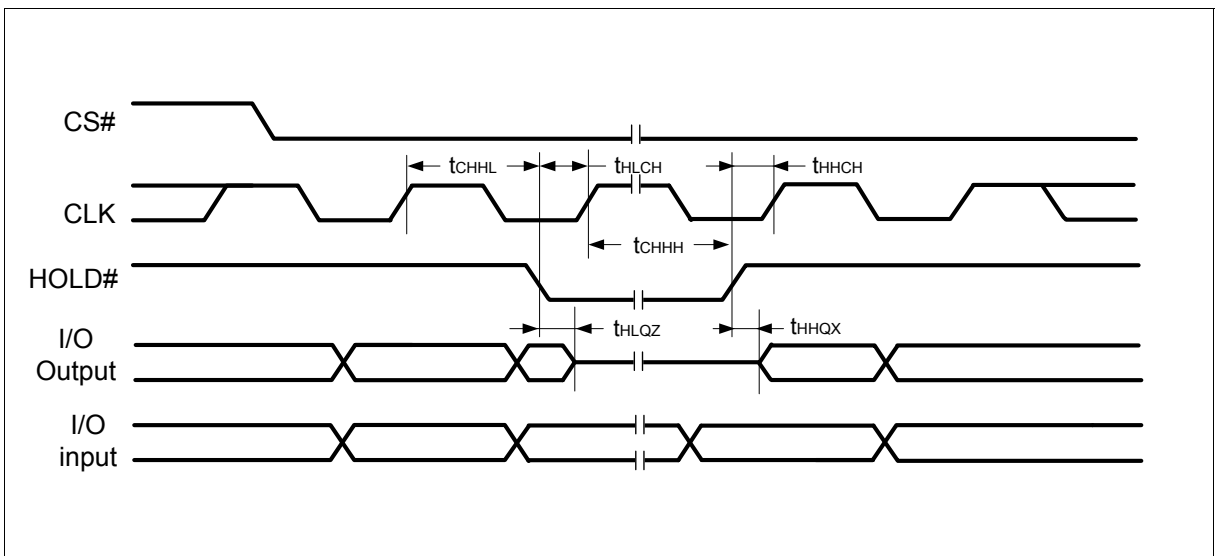 CS#
tCHHL
tHLCH
tHHCH
CLK
tCHHH
HOLD#
tHLQZ
tHHQX
I/O
Output
I/O
input